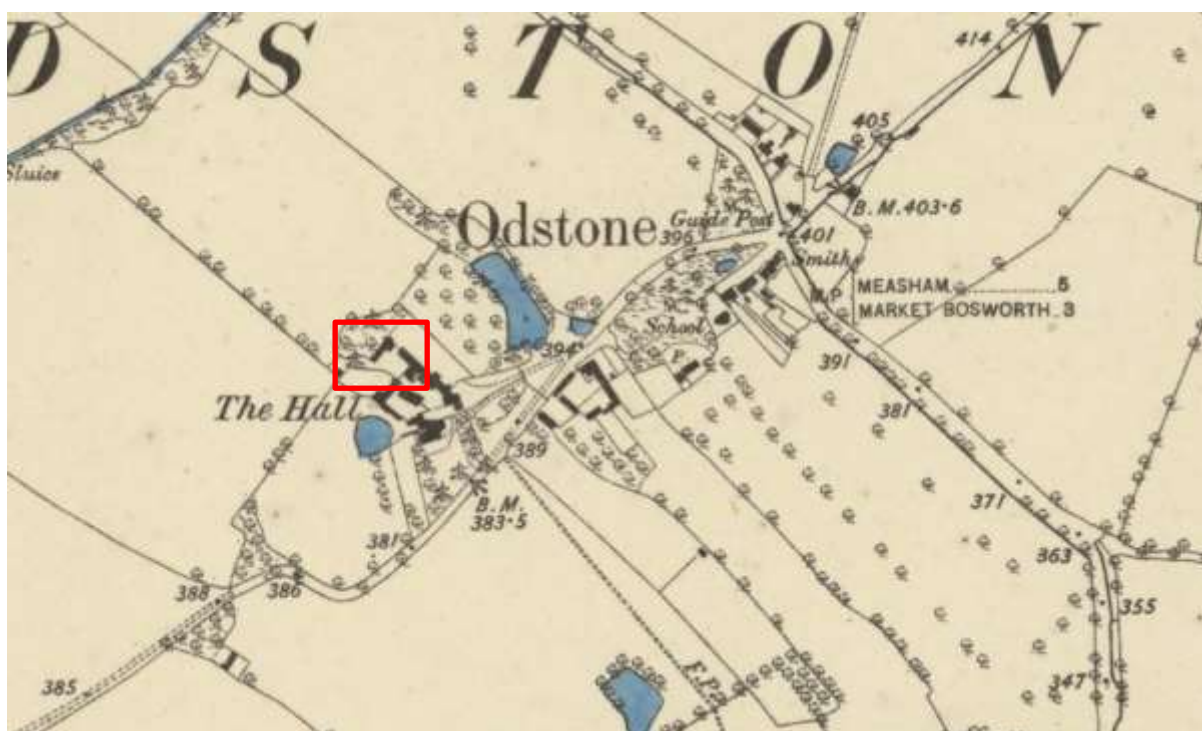 D S T O N
414
405
Sluice
B.M. 403·6
Guide Post
Odstone 396
401
Smithy
MEASHAM 5
M.P.
MARKET BOSWORTH 3
School
394
P.
391
The Hall
381
389
B.M.
383·5
371
381
363
388
386
355
F.P.
385
347